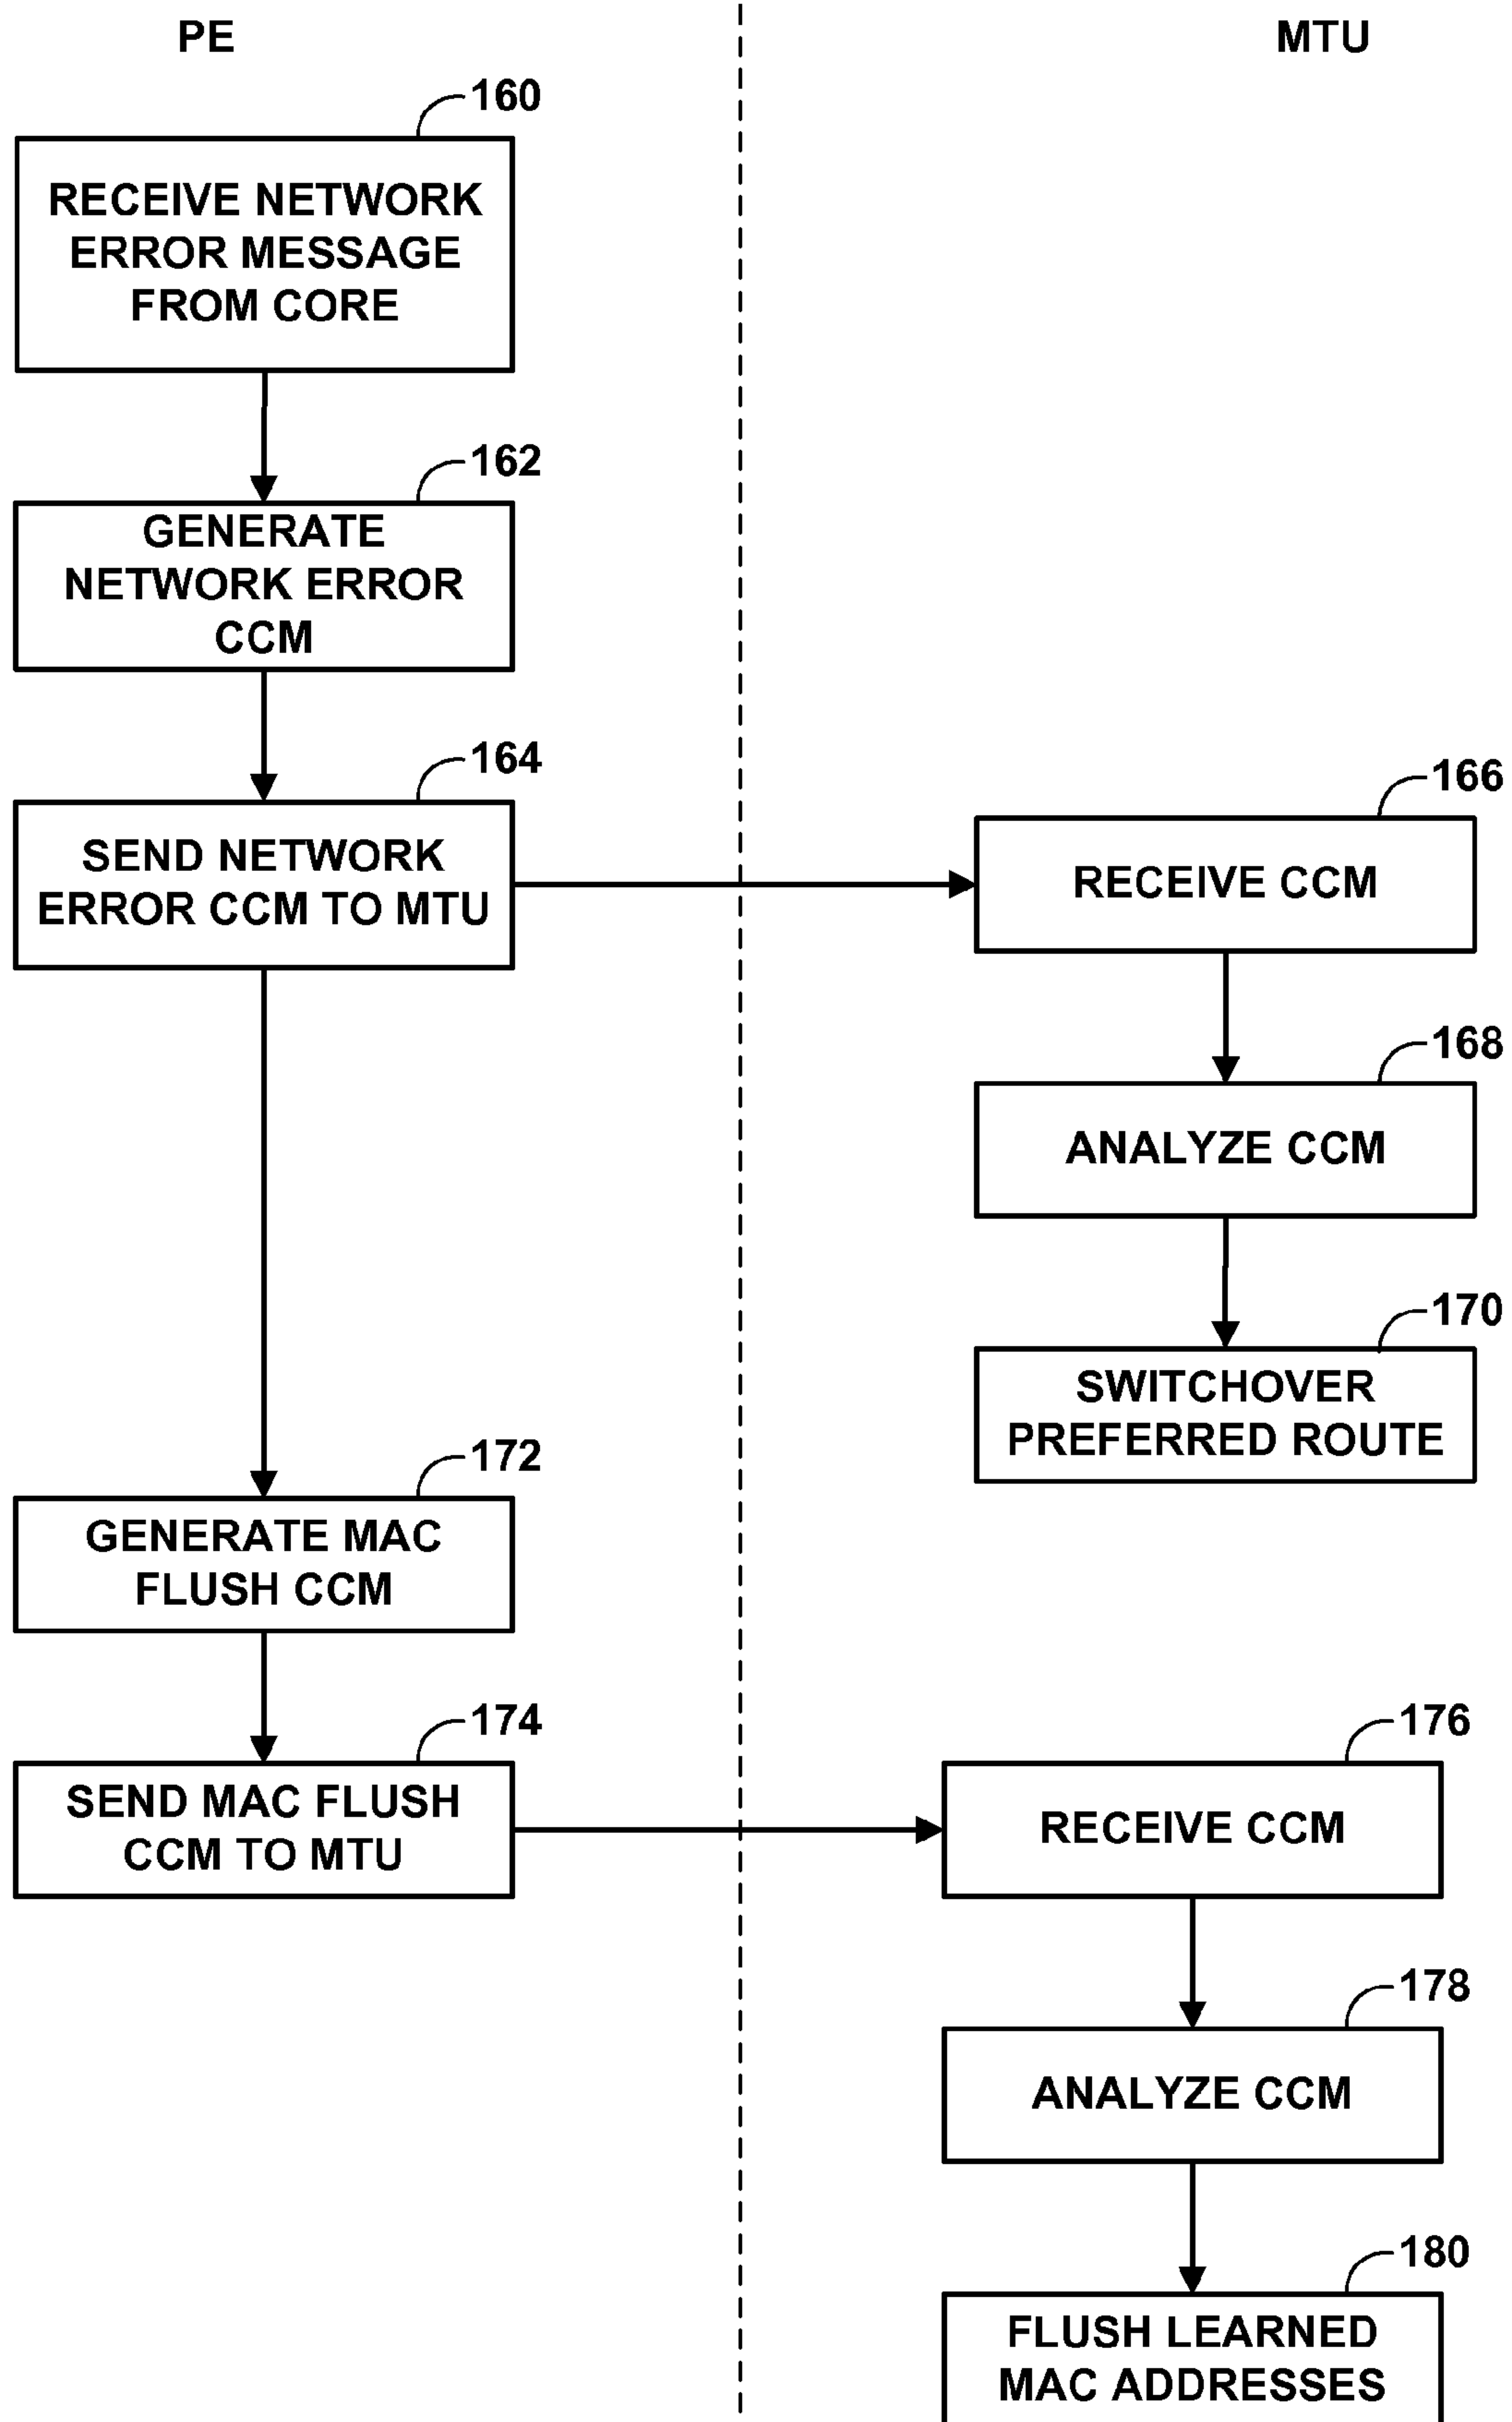 PE
MTU
160
RECEIVE NETWORK
ERROR MESSAGE
FROM CORE
162
GENERATE
NETWORK ERROR
CCM
164
SEND NETWORK
ERROR CCM TO MTU
166
RECEIVE CCM
168
ANALYZE CCM
170
SWITCHOVER
PREFERRED ROUTE
172
GENERATE MAC
FLUSH CCM
174
SEND MAC FLUSH
CCM TO MTU
176
RECEIVE CCM
178
ANALYZE CCM
180
FLUSH LEARNED
MAC ADDRESSES